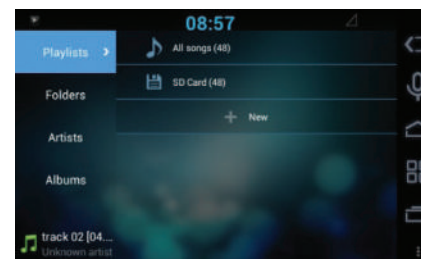 08:57
Playlists
All songs (48)
SD Card (48)
Folders
New
Artists
Albums
track 02 [04....
Unknown artist